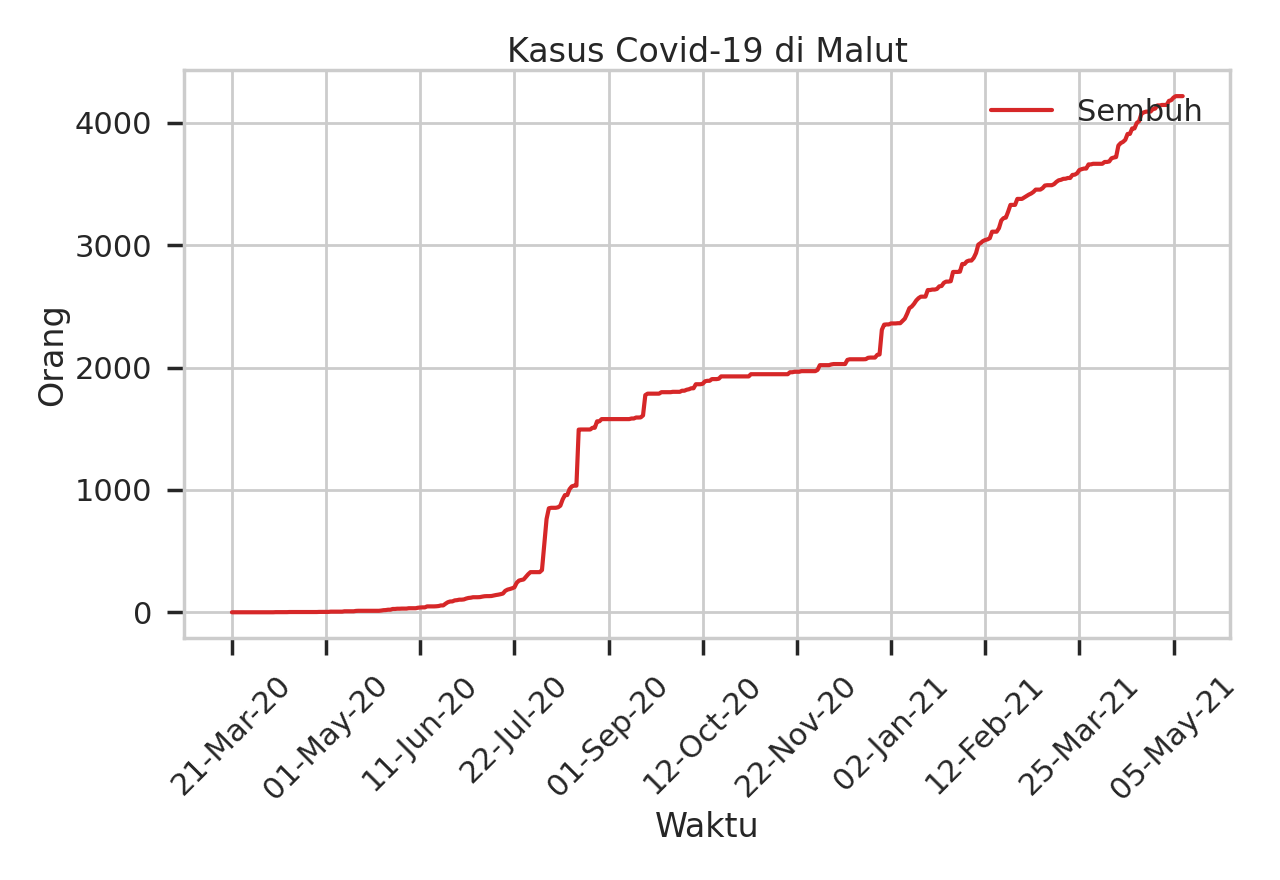 Kasus Covid-19 di Malut
Sembuh
Orang
4000
3000
2000
1000
0
21-Mar-20
01-May-20
11-Jun-20
22-Jul-20
01-Sep-20
12-Oct-20
22-Nov-20
02-Jan-21
12-Feb-21
25-Mar-21
05-May-21
Waktu